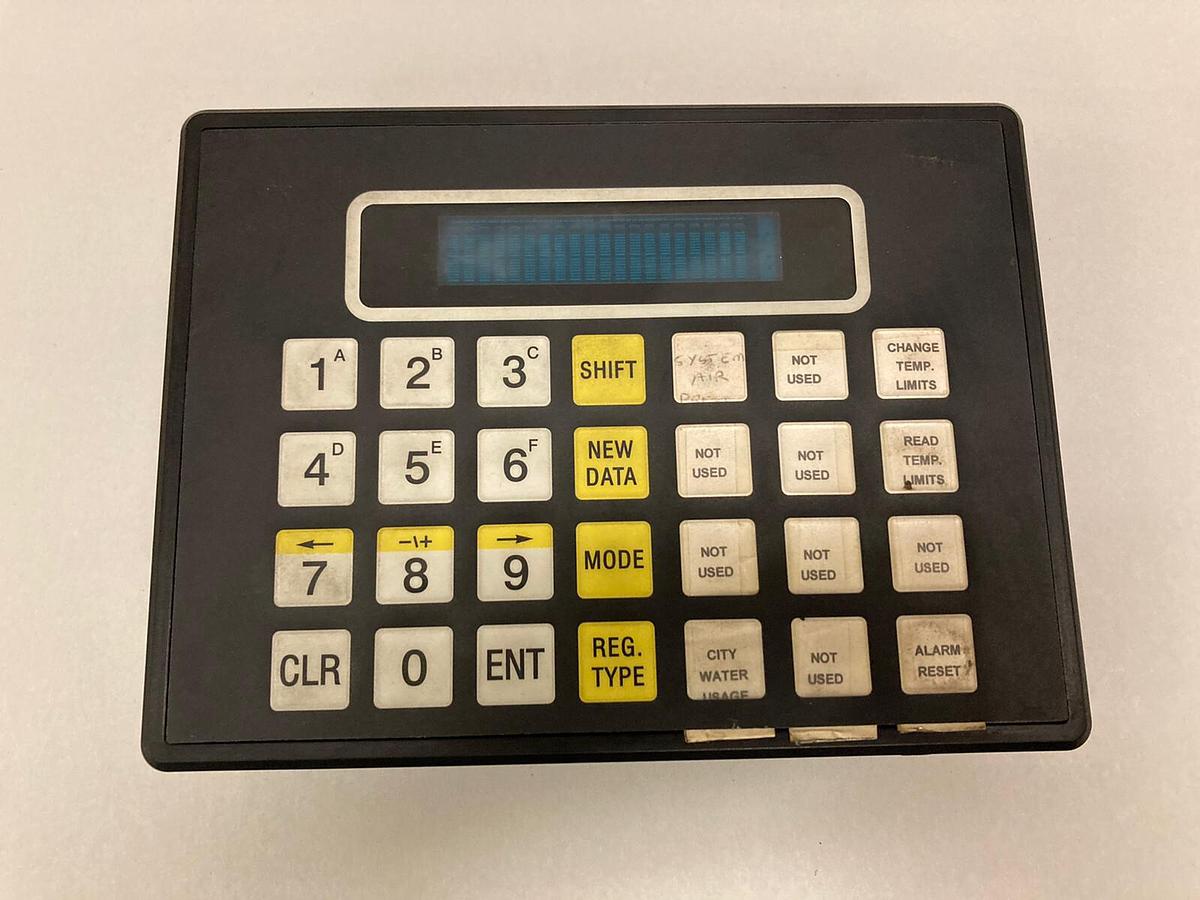 1 A
2 B
3 C
SHIFT
SYSTEM
AIR
NOT
USED
CHANGE
TEMP.
LIMITS
4 D
5 E
6 F
NEW
DATA
NOT
USED
NOT
USED
READ
TEMP.
LIMITS
←
7
-\+
8
→
9
MODE
NOT
USED
NOT
USED
NOT
USED
CLR
0
ENT
REG.
TYPE
CITY
WATER
USAGE
NOT
USED
ALARM
RESET